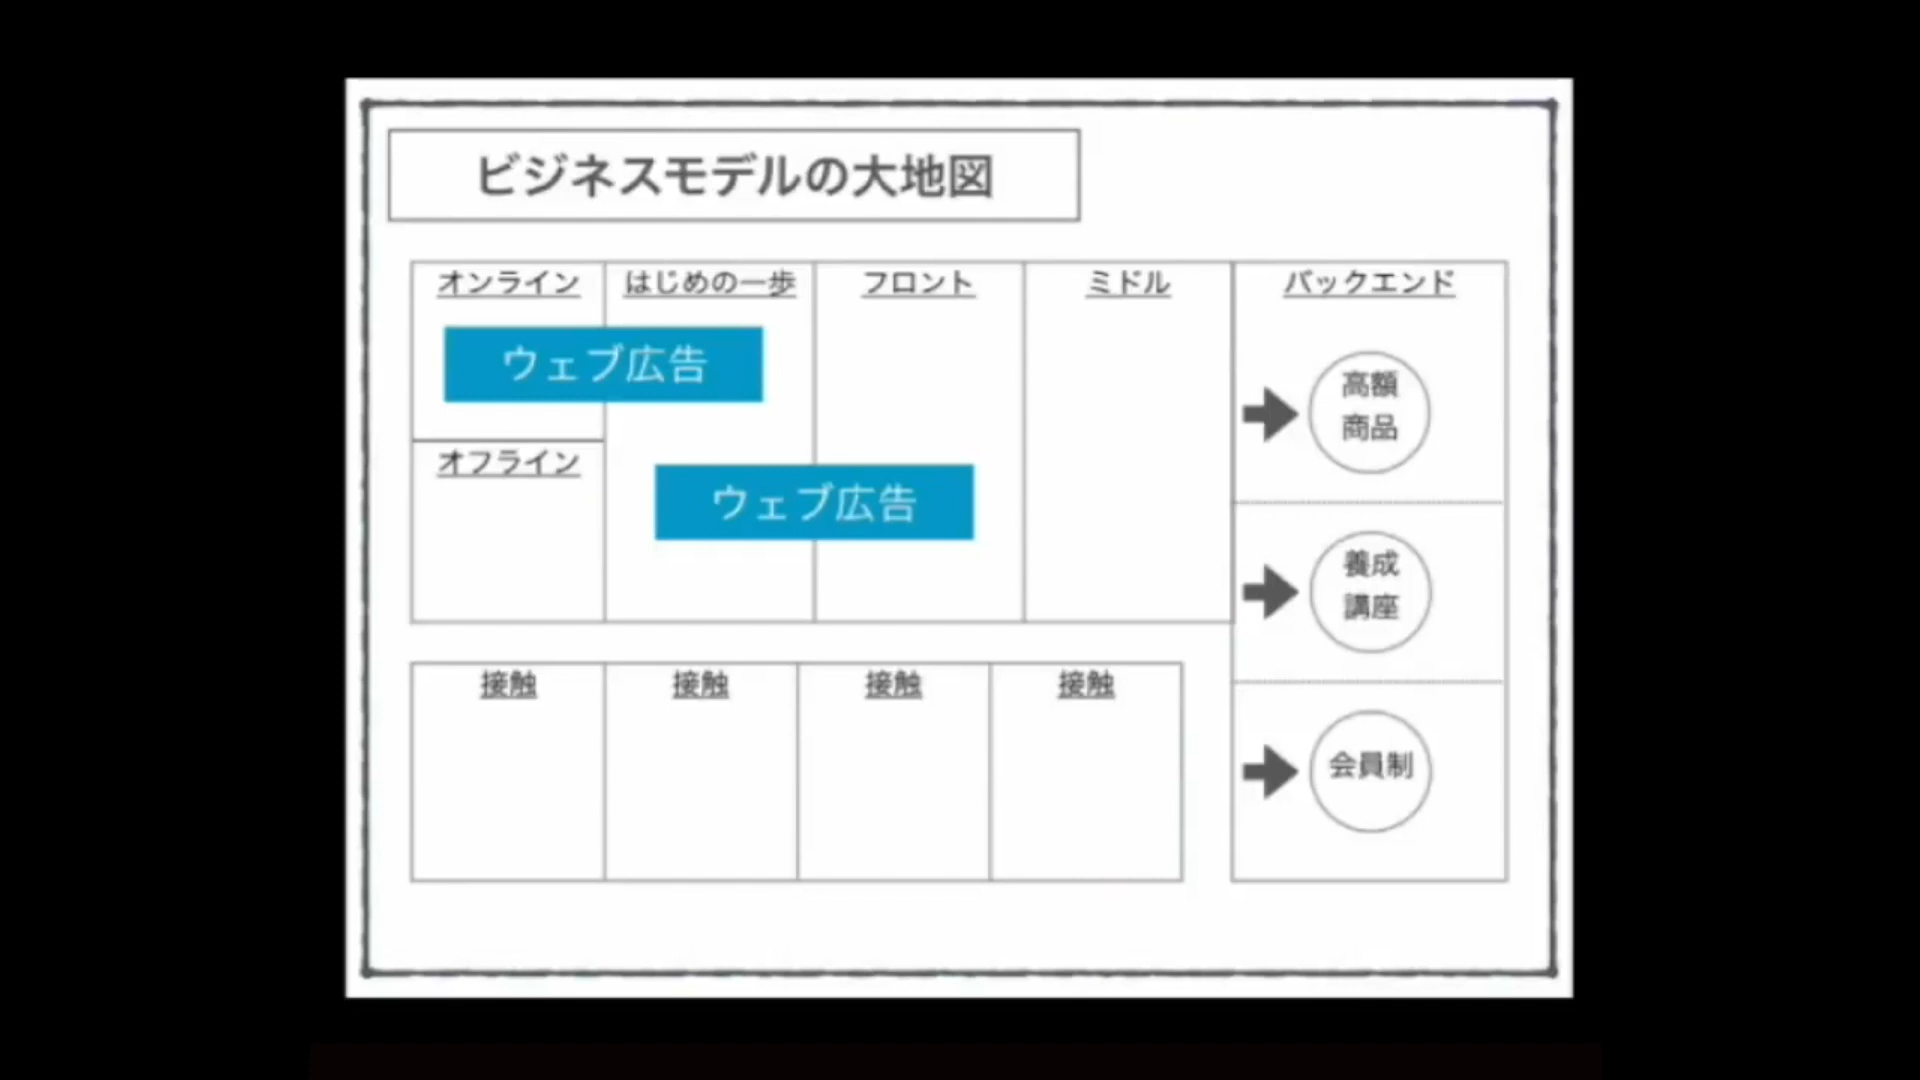 ビジネスモデルの大地図
オンライン
はじめの一歩
フロント
ミドル
バックエンド
ウェブ広告
高額
商品
オフライン
ウェブ広告
養成
講座
接触
接触
接触
接触
会員制